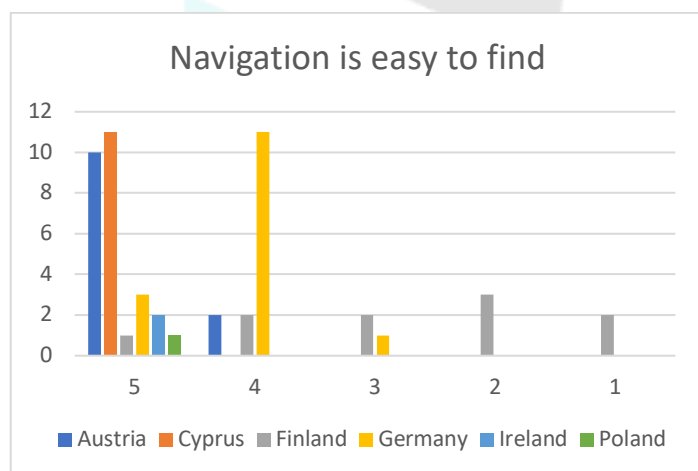 Navigation is easy to find
12
10
8
6
4
2
0
5 4 3 2 1
Austria Cyprus Finland Germany Ireland Poland